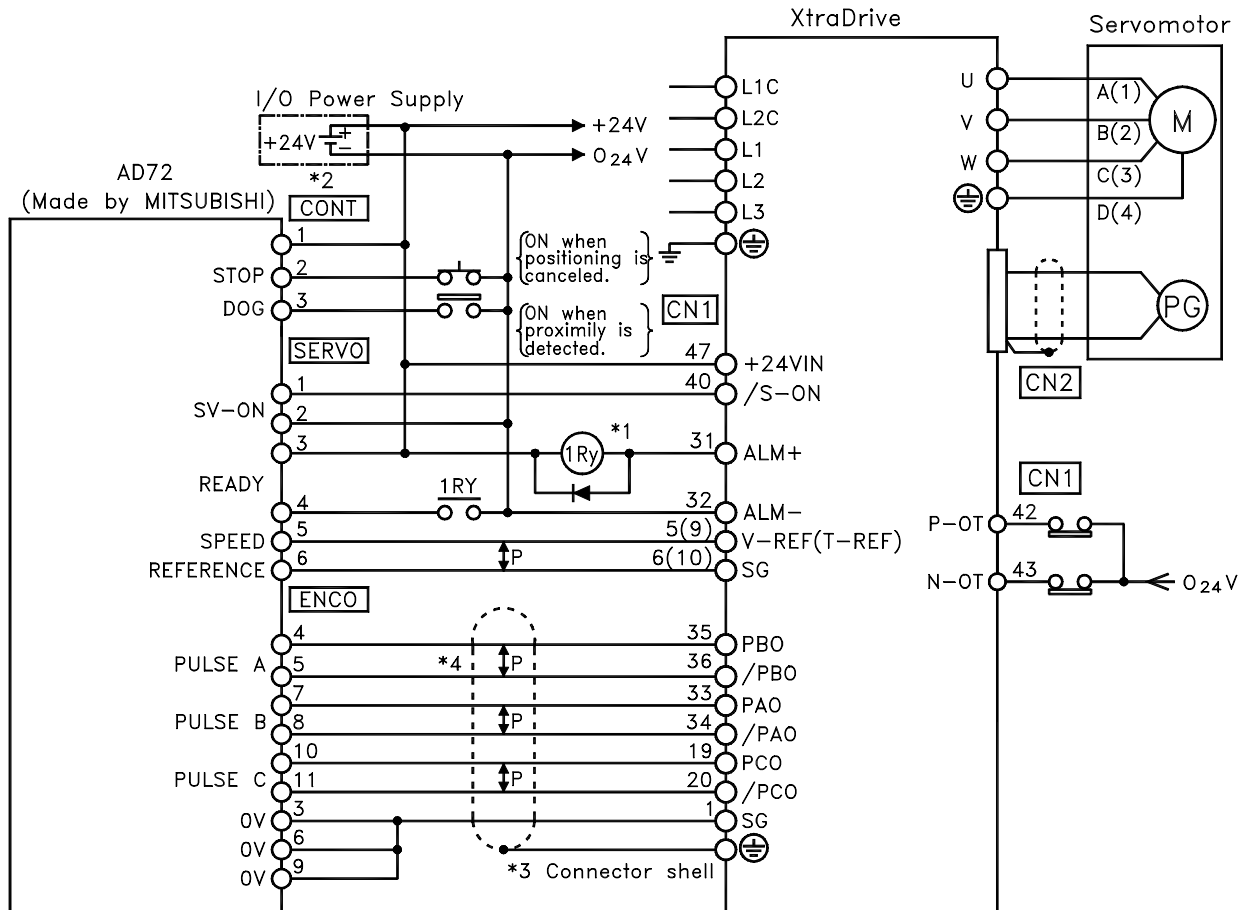 XtraDrive
Servomotor
I/O Power Supply
+24V
+
−
*2
+24V
O24V
AD72
(Made by MITSUBISHI)
CONT
1
STOP 2
DOG 3
ON when
positioning is
canceled.
ON when
proximily is
detected.
L1C
L2C
L1
L2
L3
CN1
U
V
W
A(1)
B(2)
C(3)
D(4)
M
PG
CN2
SERVO
47 +24VIN
1 40 /S-ON
SV-ON
2
3 1Ry *1 31 ALM+
READY
4 1RY 32 ALM-
SPEED 5 5(9) V-REF(T-REF)
REFERENCE 6 P 6(10) SG
CN1
P-OT 42
N-OT 43 O24V
ENCO
4 35 PBO
PULSE A *4 P
5 36 /PBO
7 33 PAO
PULSE B P
8 34 /PAO
10 19 PCO
PULSE C P
11 20 /PCO
0V 3 1 SG
0V 6
*3 Connector shell
0V 9